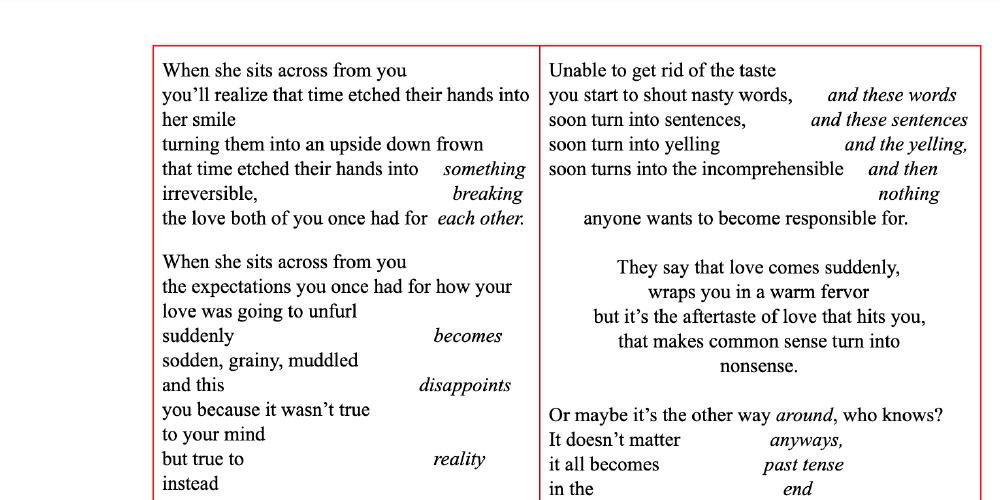 When she sits across from you
you’ll realize that time etched their hands into
her smile
turning them into an upside down frown
that time etched their hands into something
irreversible, breaking
the love both of you once had for each other.
When she sits across from you
the expectations you once had for how your
love was going to unfurl
suddenly becomes
sodden, grainy, muddled
and this disappoints
you because it wasn’t true
to your mind
but true to reality
instead
Unable to get rid of the taste
you start to shout nasty words, and these words
soon turn into sentences, and these sentences
soon turn into yelling and the yelling,
soon turns into the incomprehensible and then
nothing
anyone wants to become responsible for.
They say that love comes suddenly,
wraps you in a warm fervor
but it’s the aftertaste of love that hits you,
that makes common sense turn into
nonsense.
Or maybe it’s the other way around, who knows?
It doesn’t matter anyways,
it all becomes past tense
in the end